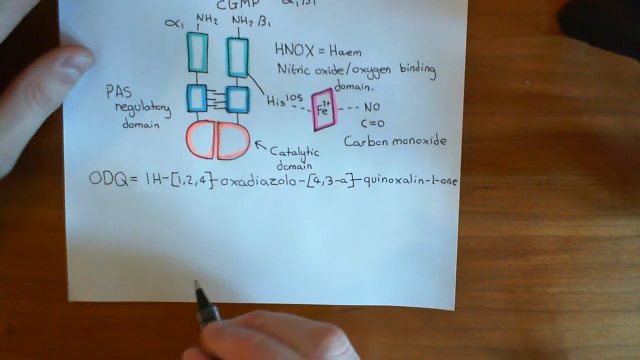 CGMP α1β1
α1 NH2 NH2 β1
HNOX = Haem
Nitric oxide/oxygen binding
domain.
PAS
regulatory
domain
His105
Fe2+
NO
C=O
Carbon monoxide
Catalytic
domain
ODQ = 1H-[1,2,4]-oxadiazolo-[4,3-a]-quinoxalin-1-one